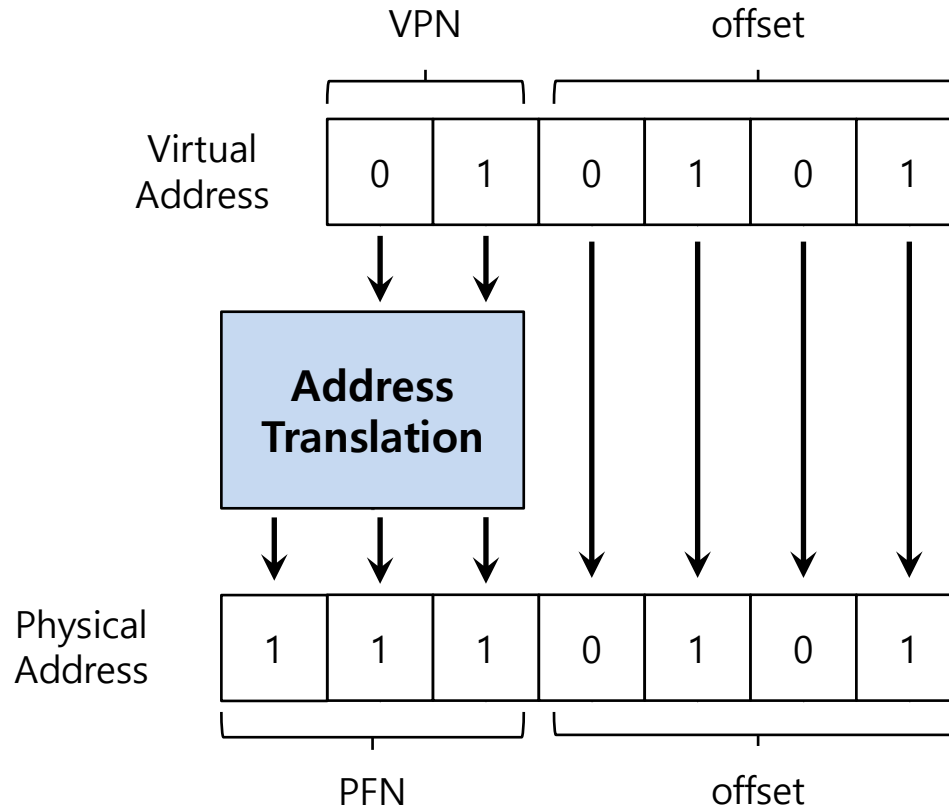 VPN offset
Virtual
Address
0 1 0 1 0 1
Address
Translation
Physical
Address
1 1 1 0 1 0 1
PFN offset